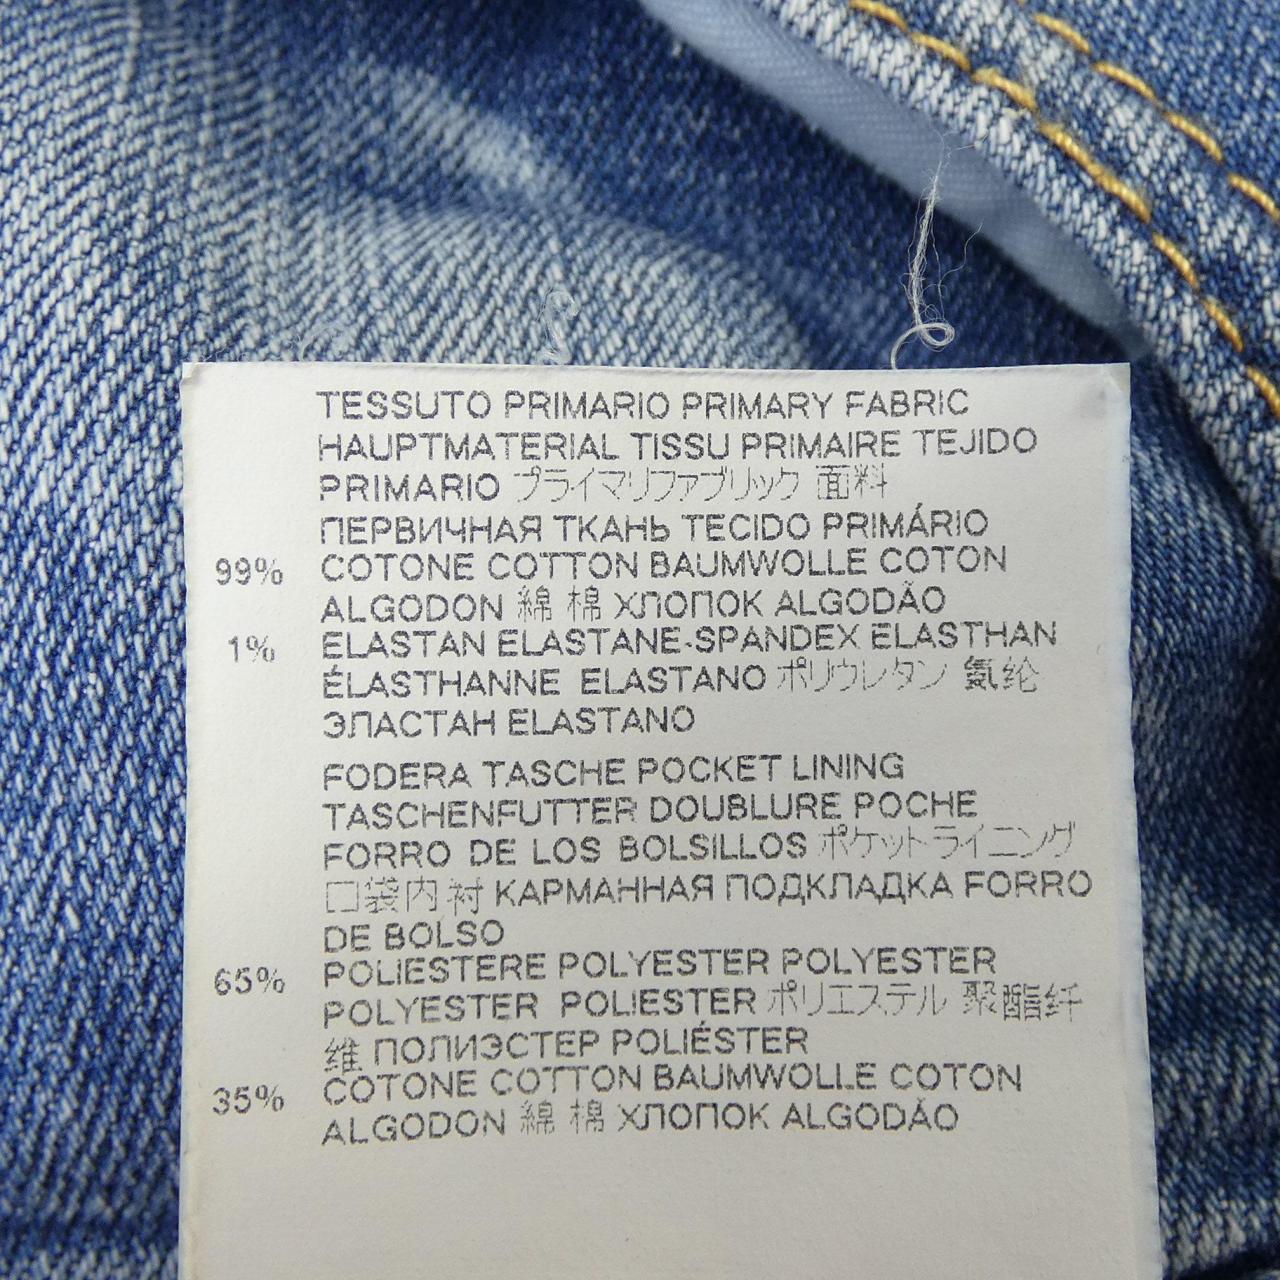 TESSUTO PRIMARIO PRIMARY FABRIC
HAUPTMATERIAL TISSU PRIMAIRE TEJIDO
PRIMARIO プライマリファブリック 面料
ПЕРВИЧНАЯ ТКАНЬ TECIDO PRIMÁRIO
99% COTONE COTTON BAUMWOLLE COTON
ALGODON 綿 棉 ХЛОПОК ALGODÃO
1% ELASTAN ELASTANE-SPANDEX ELASTHAN
ÉLASTHANNE ELASTANO ポリウレタン 氨纶
ЭЛАСТАН ELASTANO
FODERA TASCHE POCKET LINING
TASCHENFUTTER DOUBLURE POCHE
FORRO DE LOS BOLSILLOS ポケットライニング
口袋内衬 КАРМАННАЯ ПОДКЛАДКА FORRO
DE BOLSO
65% POLIESTERE POLYESTER POLYESTER
POLYESTER POLIESTER ポリエステル 聚酯纤
维 ПОЛИЭСТЕР POLIÉSTER
35% COTONE COTTON BAUMWOLLE COTON
ALGODON 綿 棉 ХЛОПОК ALGODÃO